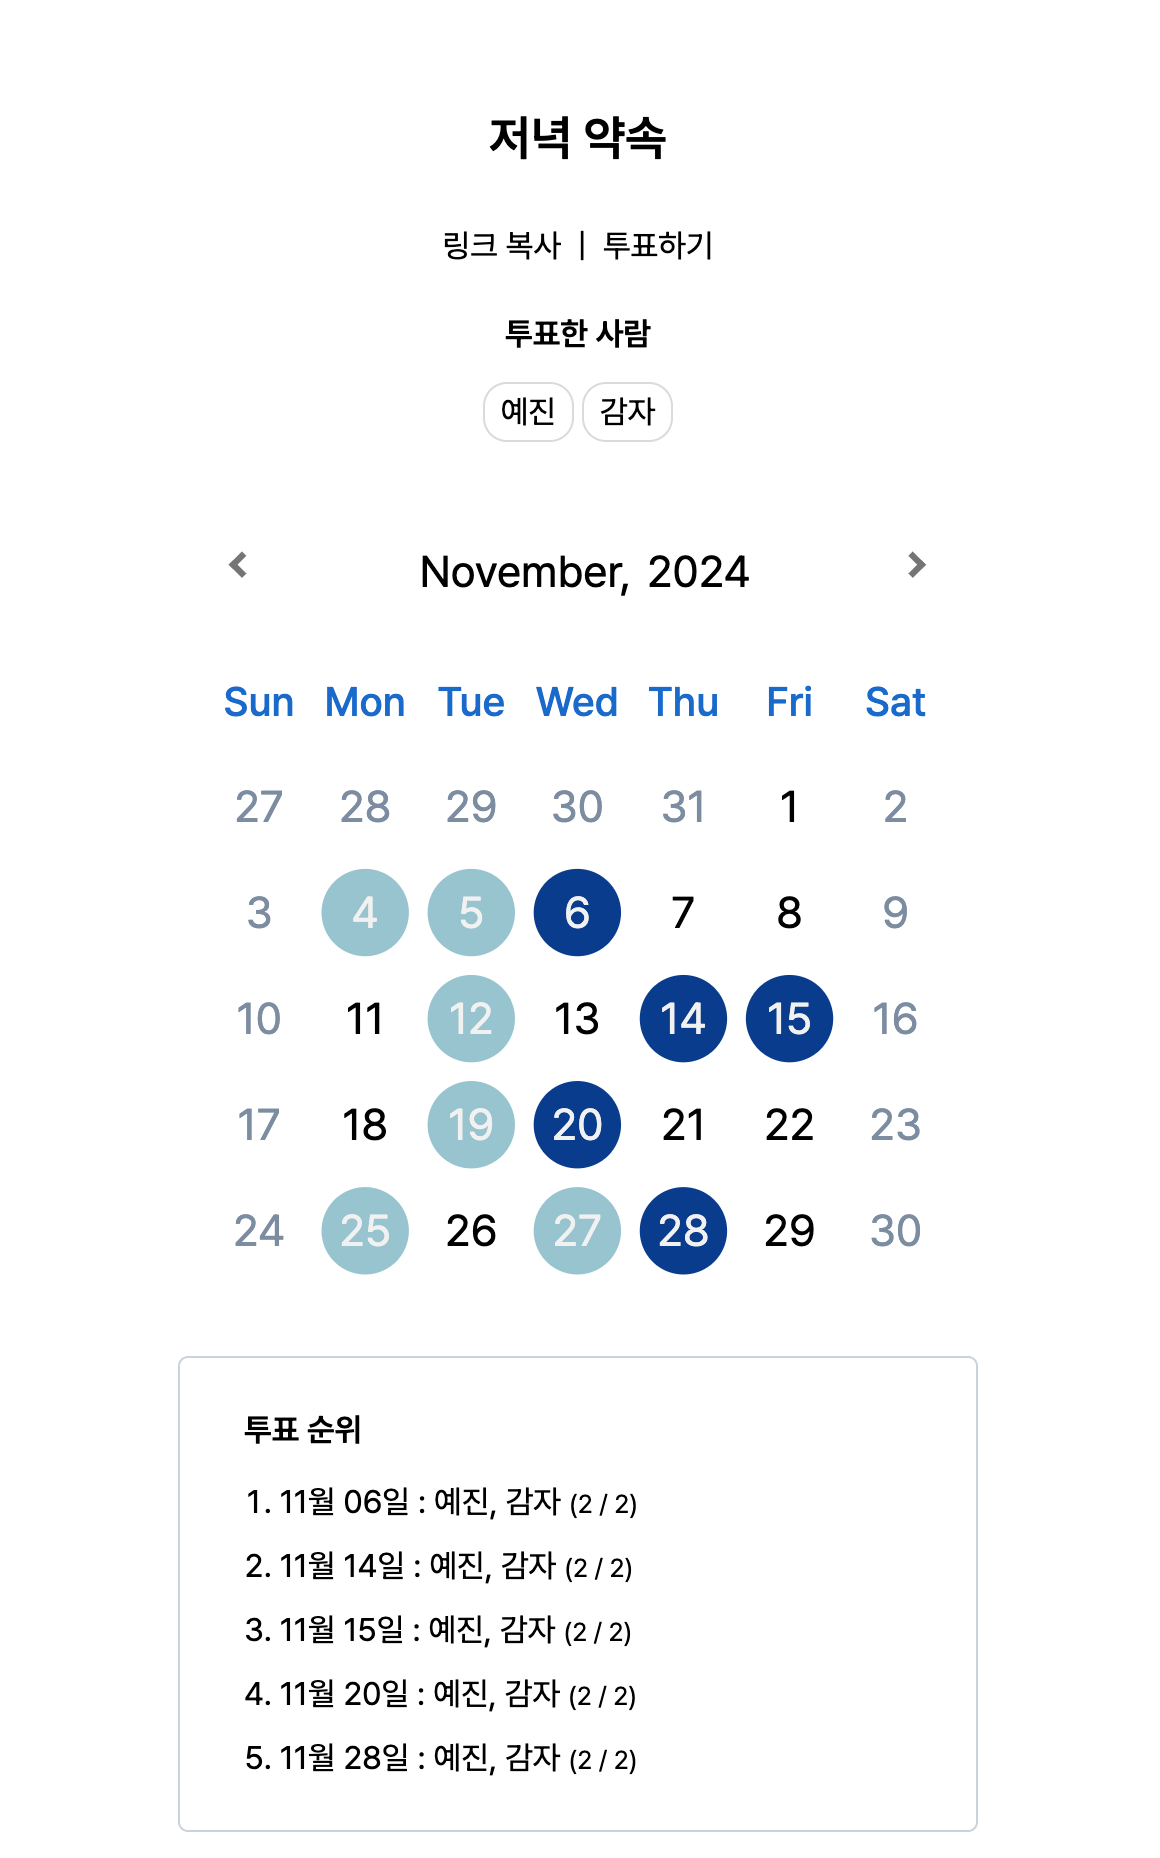 저녁 약속
링크 복사 | 투표하기
투표한 사람
예진 감자
November, 2024
Sun Mon Tue Wed Thu Fri Sat
27 28 29 30 31 1 2
3 4 5 6 7 8 9
10 11 12 13 14 15 16
17 18 19 20 21 22 23
24 25 26 27 28 29 30
투표 순위
1. 11월 06일 : 예진, 감자 (2 / 2)
2. 11월 14일 : 예진, 감자 (2 / 2)
3. 11월 15일 : 예진, 감자 (2 / 2)
4. 11월 20일 : 예진, 감자 (2 / 2)
5. 11월 28일 : 예진, 감자 (2 / 2)